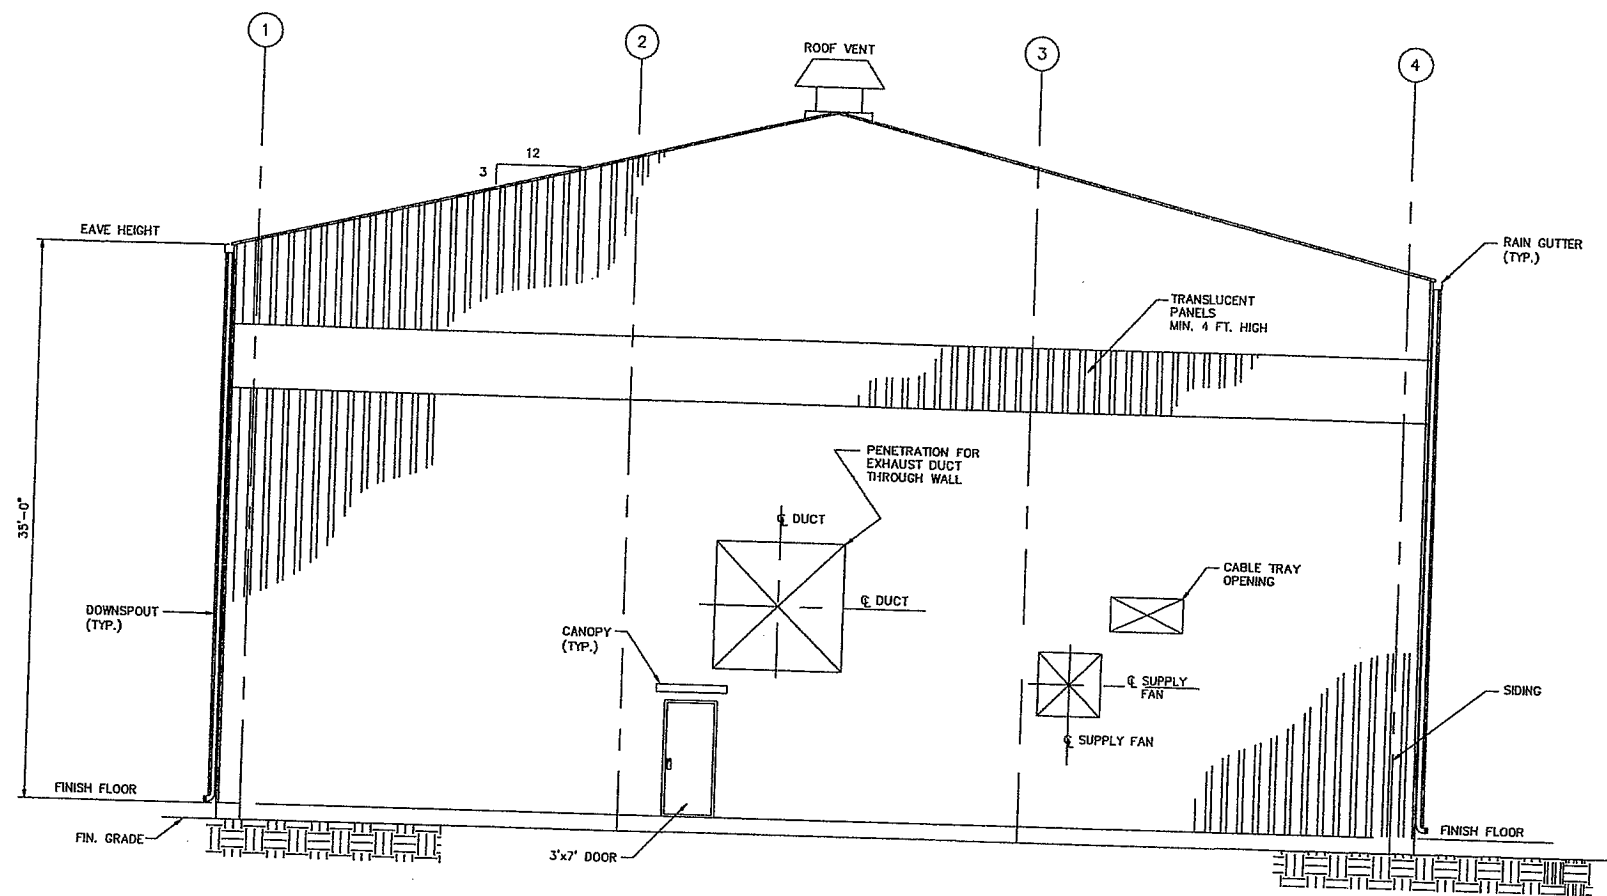 1
2
3
4
ROOF VENT
12
3
EAVE HEIGHT
RAIN GUTTER
(TYP.)
TRANSLUCENT
PANELS
MIN. 4 FT. HIGH
PENETRATION FOR
EXHAUST DUCT
THROUGH WALL
35'-0"
℄ DUCT
℄ DUCT
CABLE TRAY
OPENING
DOWNSPOUT
(TYP.)
CANOPY
(TYP.)
℄ SUPPLY
FAN
SIDING
℄ SUPPLY FAN
FINISH FLOOR
FINISH FLOOR
FIN. GRADE
3'x7' DOOR